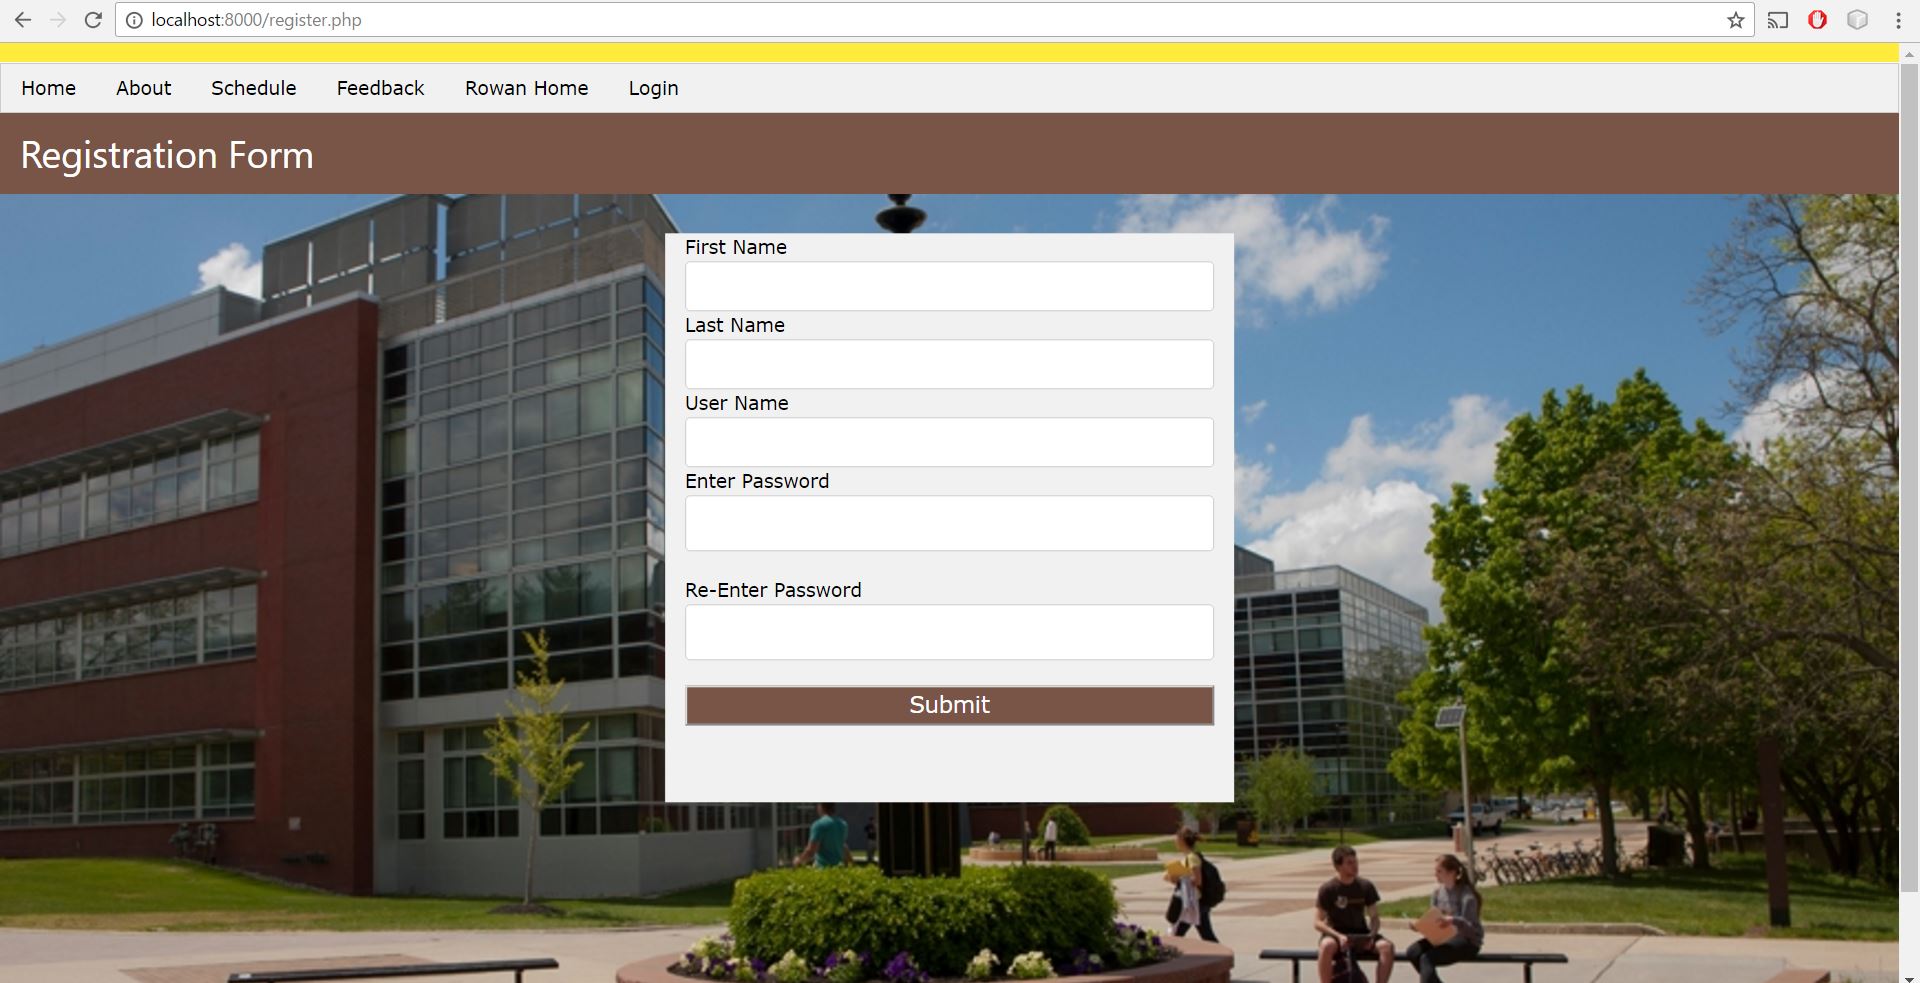 localhost:8000/register.php
Home About Schedule Feedback Rowan Home Login
Registration Form
First Name
Last Name
User Name
Enter Password
Re-Enter Password
Submit